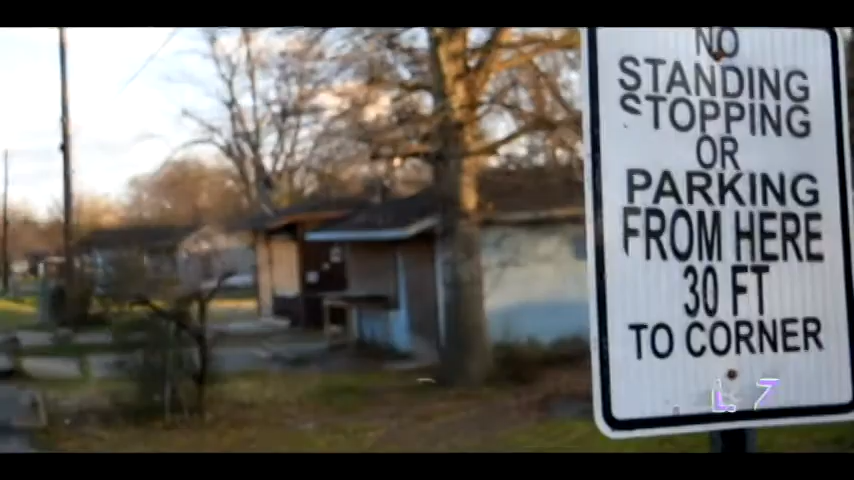 NO
STANDING
STOPPING
OR
PARKING
FROM HERE
30 FT
TO CORNER